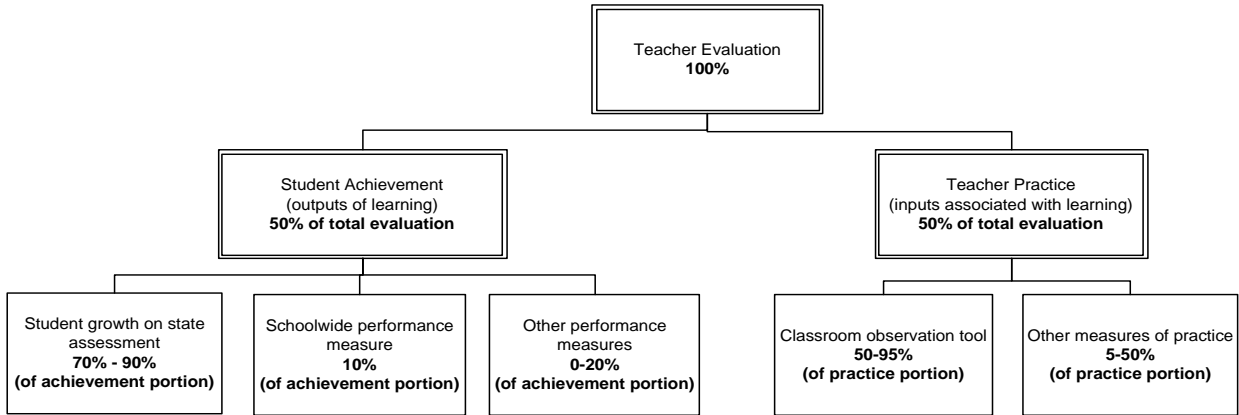 Teacher Evaluation
100%
Student Achievement
(outputs of learning)
50% of total evaluation
Teacher Practice
(inputs associated with learning)
50% of total evaluation
Student growth on state
assessment
70% - 90%
(of achievement portion)
Schoolwide performance
measure
10%
(of achievement portion)
Other performance
measures
0-20%
(of achievement portion)
Classroom observation tool
50-95%
(of practice portion)
Other measures of practice
5-50%
(of practice portion)